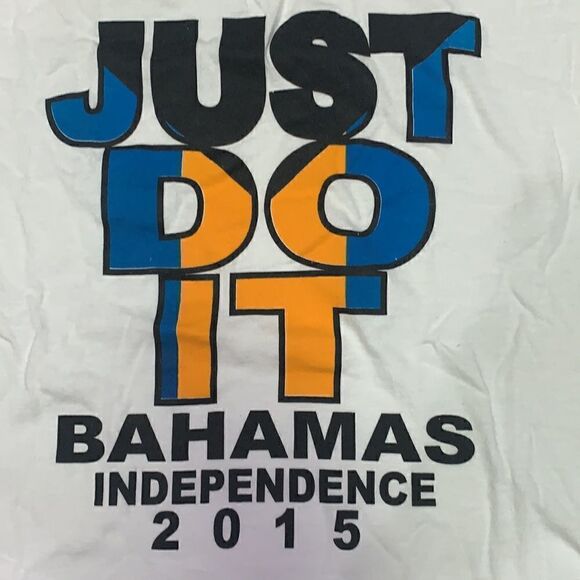 JUST
DO
IT
BAHAMAS
INDEPENDENCE
2015